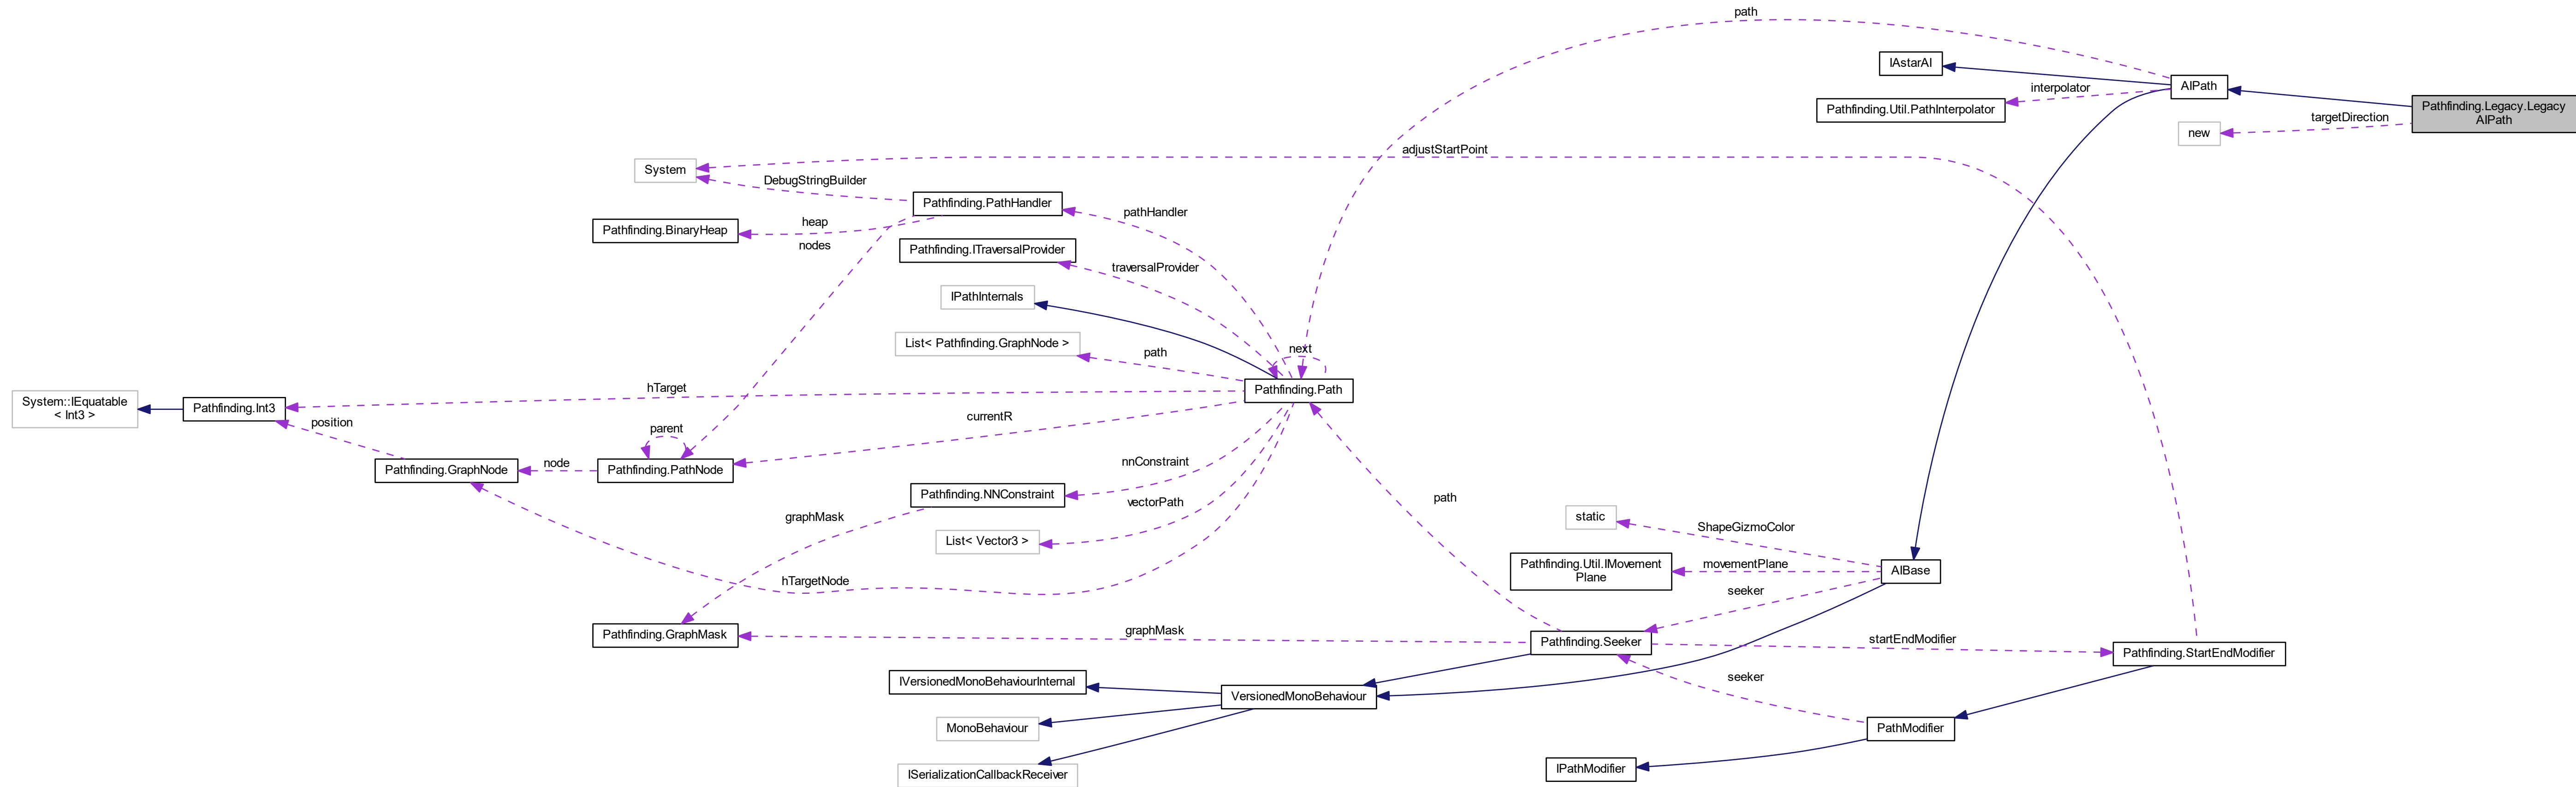 path
IAstarAI
AIPath
interpolator
Pathfinding.Util.PathInterpolator
Pathfinding.Legacy.Legacy
AIPath
targetDirection
new
adjustStartPoint
System
DebugStringBuilder
Pathfinding.PathHandler
pathHandler
heap
Pathfinding.BinaryHeap
nodes
Pathfinding.ITraversalProvider
traversalProvider
IPathInternals
List< Pathfinding.GraphNode >
path
next
Pathfinding.Path
hTarget
System::IEquatable
< Int3 >
Pathfinding.Int3
position
currentR
parent
Pathfinding.GraphNode
node
Pathfinding.PathNode
nnConstraint
Pathfinding.NNConstraint
vectorPath
path
graphMask
List< Vector3 >
static
ShapeGizmoColor
Pathfinding.Util.IMovement
Plane
movementPlane
AIBase
hTargetNode
seeker
Pathfinding.GraphMask
graphMask
Pathfinding.Seeker
startEndModifier
Pathfinding.StartEndModifier
IVersionedMonoBehaviourInternal
seeker
VersionedMonoBehaviour
MonoBehaviour
PathModifier
ISerializationCallbackReceiver
IPathModifier